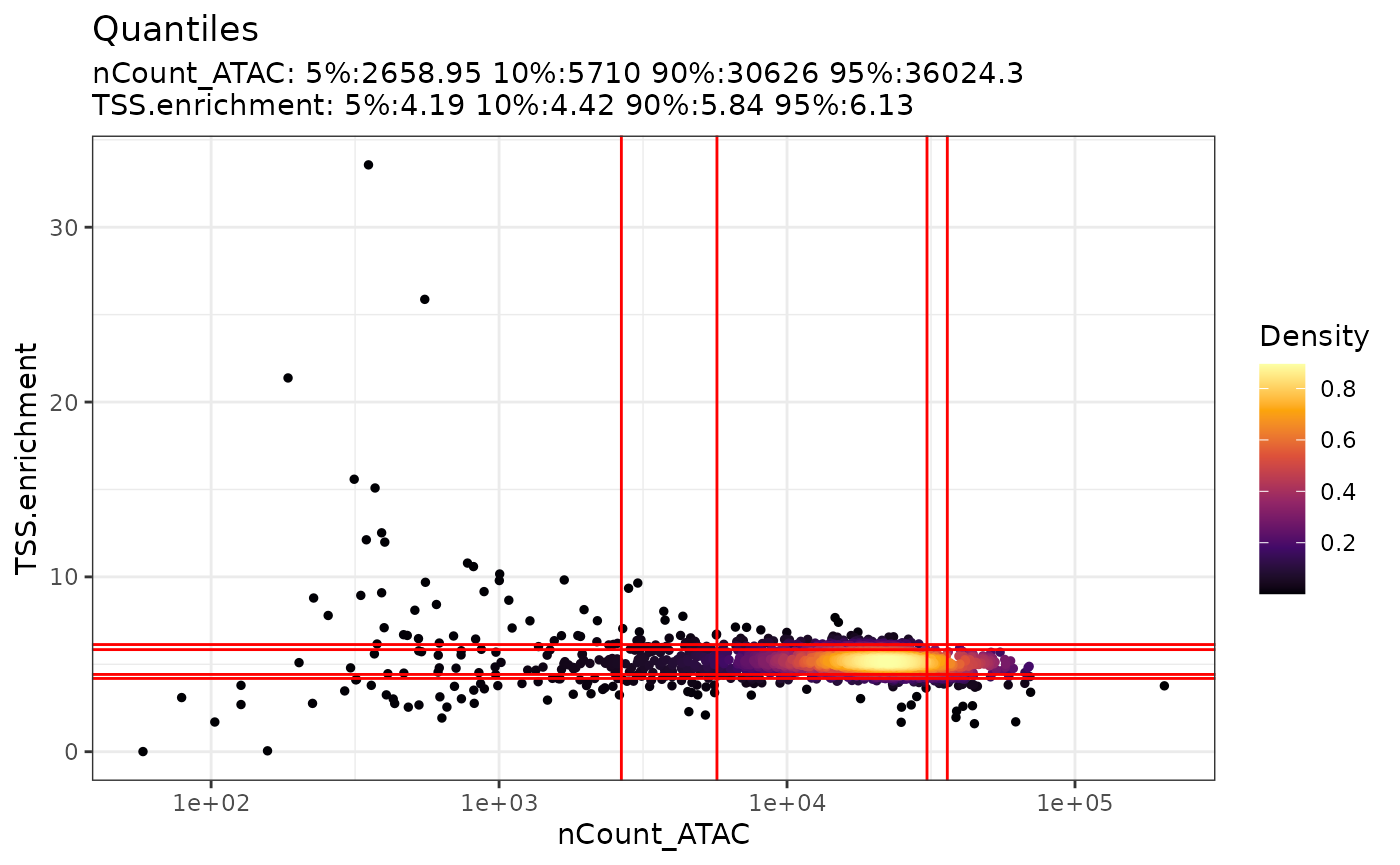 Quantiles
nCount_ATAC: 5%:2658.95 10%:5710 90%:30626 95%:36024.3
TSS.enrichment: 5%:4.19 10%:4.42 90%:5.84 95%:6.13
TSS.enrichment
30
20
10
0
1e+02 1e+03 1e+04 1e+05
nCount_ATAC
Density
0.8
0.6
0.4
0.2